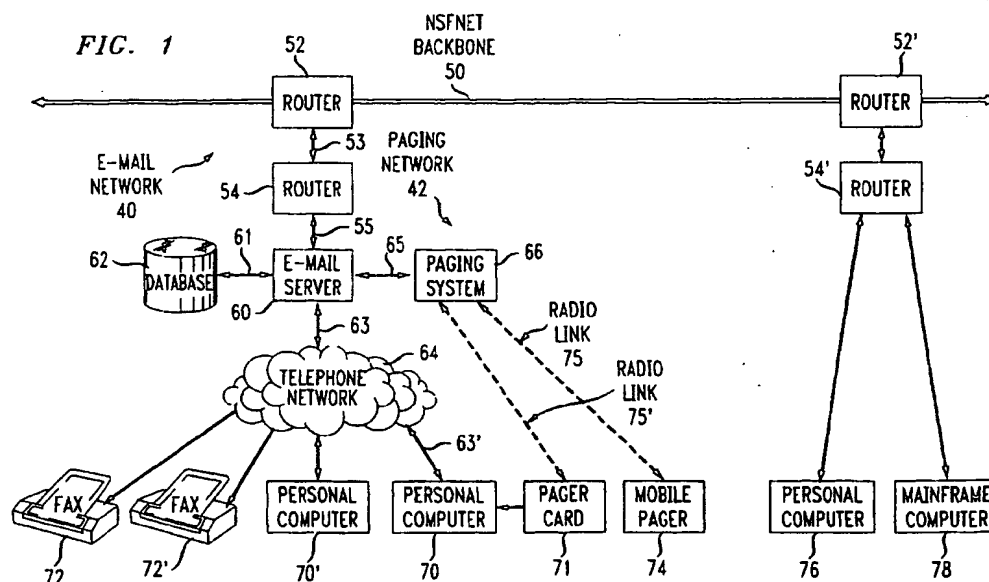 FIG. 1
NSFNET
BACKBONE
50
52
52'
ROUTER
ROUTER
53
E-MAIL
NETWORK
40
PAGING
NETWORK
42
54
ROUTER
54'
ROUTER
55
62
DATABASE
61
E-MAIL
SERVER
60
65
PAGING
SYSTEM
66
63
RADIO
LINK
75
64
TELEPHONE
NETWORK
RADIO
LINK
75'
63'
FAX
FAX
PERSONAL
COMPUTER
PERSONAL
COMPUTER
PAGER
CARD
MOBILE
PAGER
PERSONAL
COMPUTER
MAINFRAME
COMPUTER
72
72'
70'
70
71
74
76
78